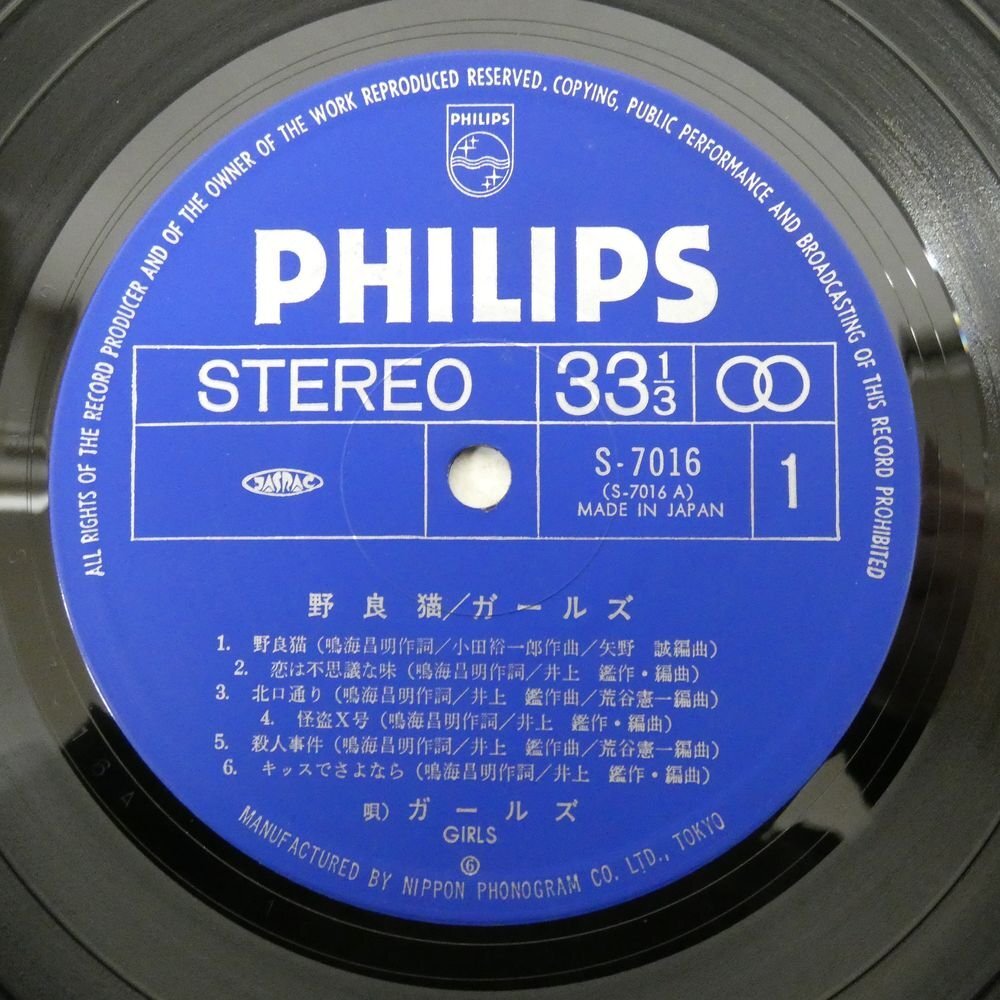 ALL RIGHTS OF THE RECORD PRODUCER AND OF THE OWNER OF THE WORK REPRODUCED RESERVED. COPYING, PUBLIC PERFORMANCE AND BROADCASTING OF THIS RECORD PROHIBITED
PHILIPS
PHILIPS
STEREO 33 1/3
JASRAC S-7016 1
(S-7016 A)
MADE IN JAPAN
野良猫/ガールズ
1. 野良猫(鳴海昌明作詞/小田裕一郎作曲/矢野 誠編曲)
2. 恋は不思議な味(鳴海昌明作詞/井上 鑑作・編曲)
3. 北口通り(鳴海昌明作詞/井上 鑑作曲/荒谷憲一編曲)
4. 怪盗X号(鳴海昌明作詞/井上 鑑作・編曲)
5. 殺人事件(鳴海昌明作詞/井上 鑑作曲/荒谷憲一編曲)
6. キッスでさよなら(鳴海昌明作詞/井上 鑑作・編曲)
唄)ガールズ
GIRLS
⑥
MANUFACTURED BY NIPPON PHONOGRAM CO. LTD., TOKYO